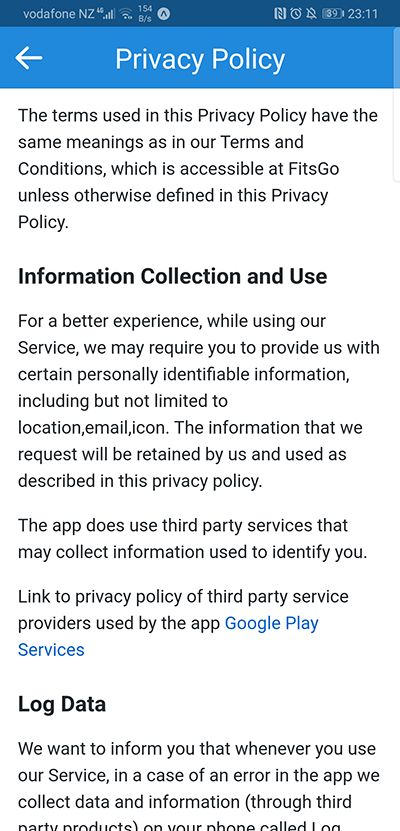 vodafone NZ 4G 154 B/s 39 23:11
Privacy Policy
The terms used in this Privacy Policy have the
same meanings as in our Terms and
Conditions, which is accessible at FitsGo
unless otherwise defined in this Privacy
Policy.
Information Collection and Use
For a better experience, while using our
Service, we may require you to provide us with
certain personally identifiable information,
including but not limited to
location,email,icon. The information that we
request will be retained by us and used as
described in this privacy policy.
The app does use third party services that
may collect information used to identify you.
Link to privacy policy of third party service
providers used by the app Google Play
Services
Log Data
We want to inform you that whenever you use
our Service, in a case of an error in the app we
collect data and information (through third
party products) on your phone called Log